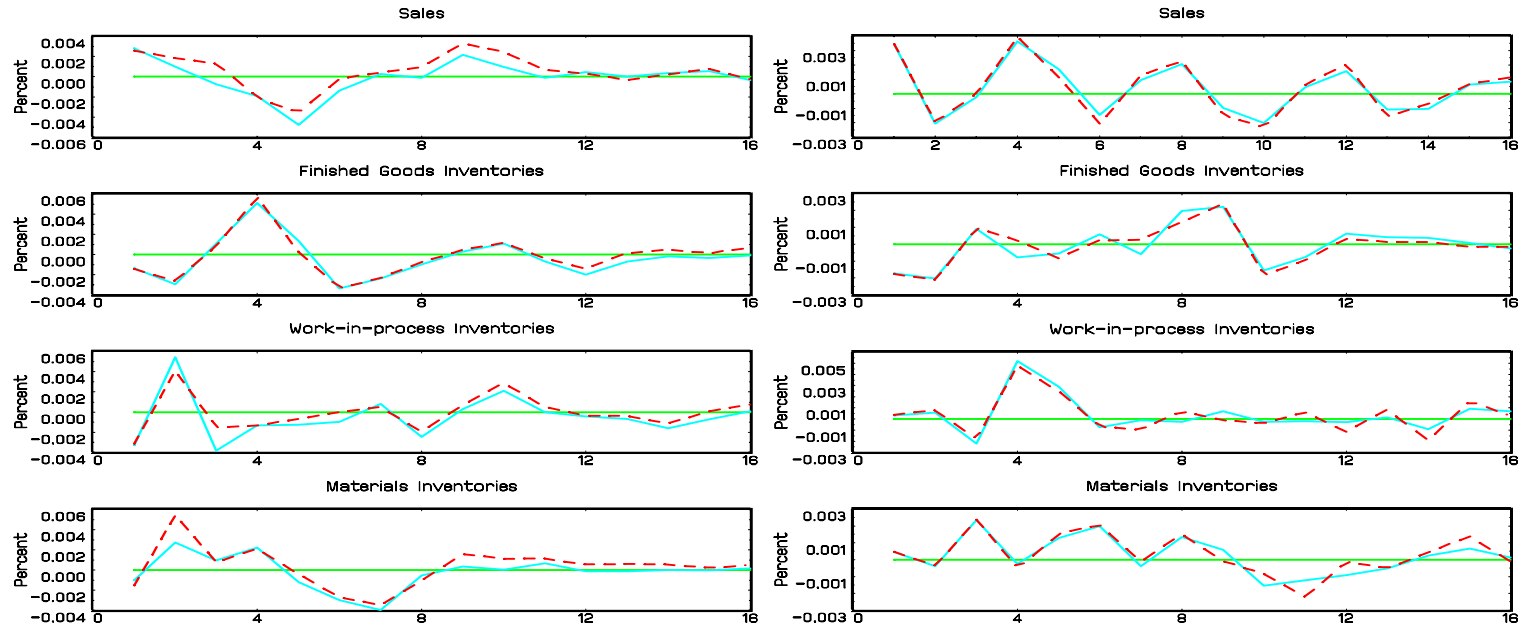 Sales
Percent
0.004
0.002
0.000
−0.002
−0.004
−0.006
0 4 8 12 16
Finished Goods Inventories
Percent
0.006
0.004
0.002
0.000
−0.002
−0.004
0 4 8 12 16
Work−in−process Inventories
Percent
0.006
0.004
0.002
0.000
−0.002
−0.004
0 4 8 12 16
Materials Inventories
Percent
0.006
0.004
0.002
0.000
−0.002
−0.004
0 4 8 12 16
Sales
Percent
0.003
0.001
−0.001
−0.003
0 2 4 6 8 10 12 14 16
Finished Goods Inventories
Percent
0.003
0.001
−0.001
−0.003
0 4 8 12 16
Work−in−process Inventories
Percent
0.005
0.003
0.001
−0.001
−0.003
0 4 8 12 16
Materials Inventories
Percent
0.003
0.001
−0.001
−0.003
0 4 8 12 16